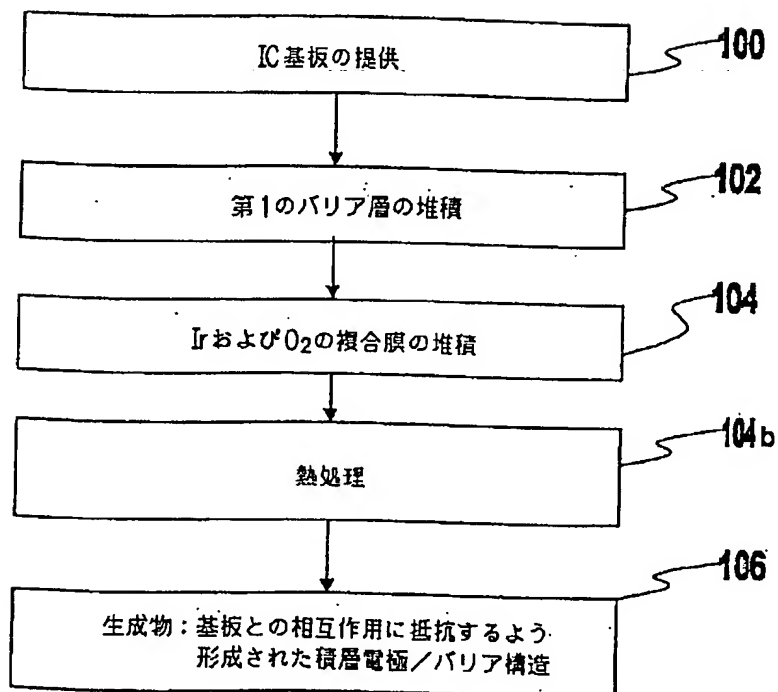 IC基板の提供
100
第1のバリア層の堆積
102
IrおよびO2の複合膜の堆積
104
熱処理
104b
生成物:基板との相互作用に抵抗するよう
形成された積層電極/バリア構造
106